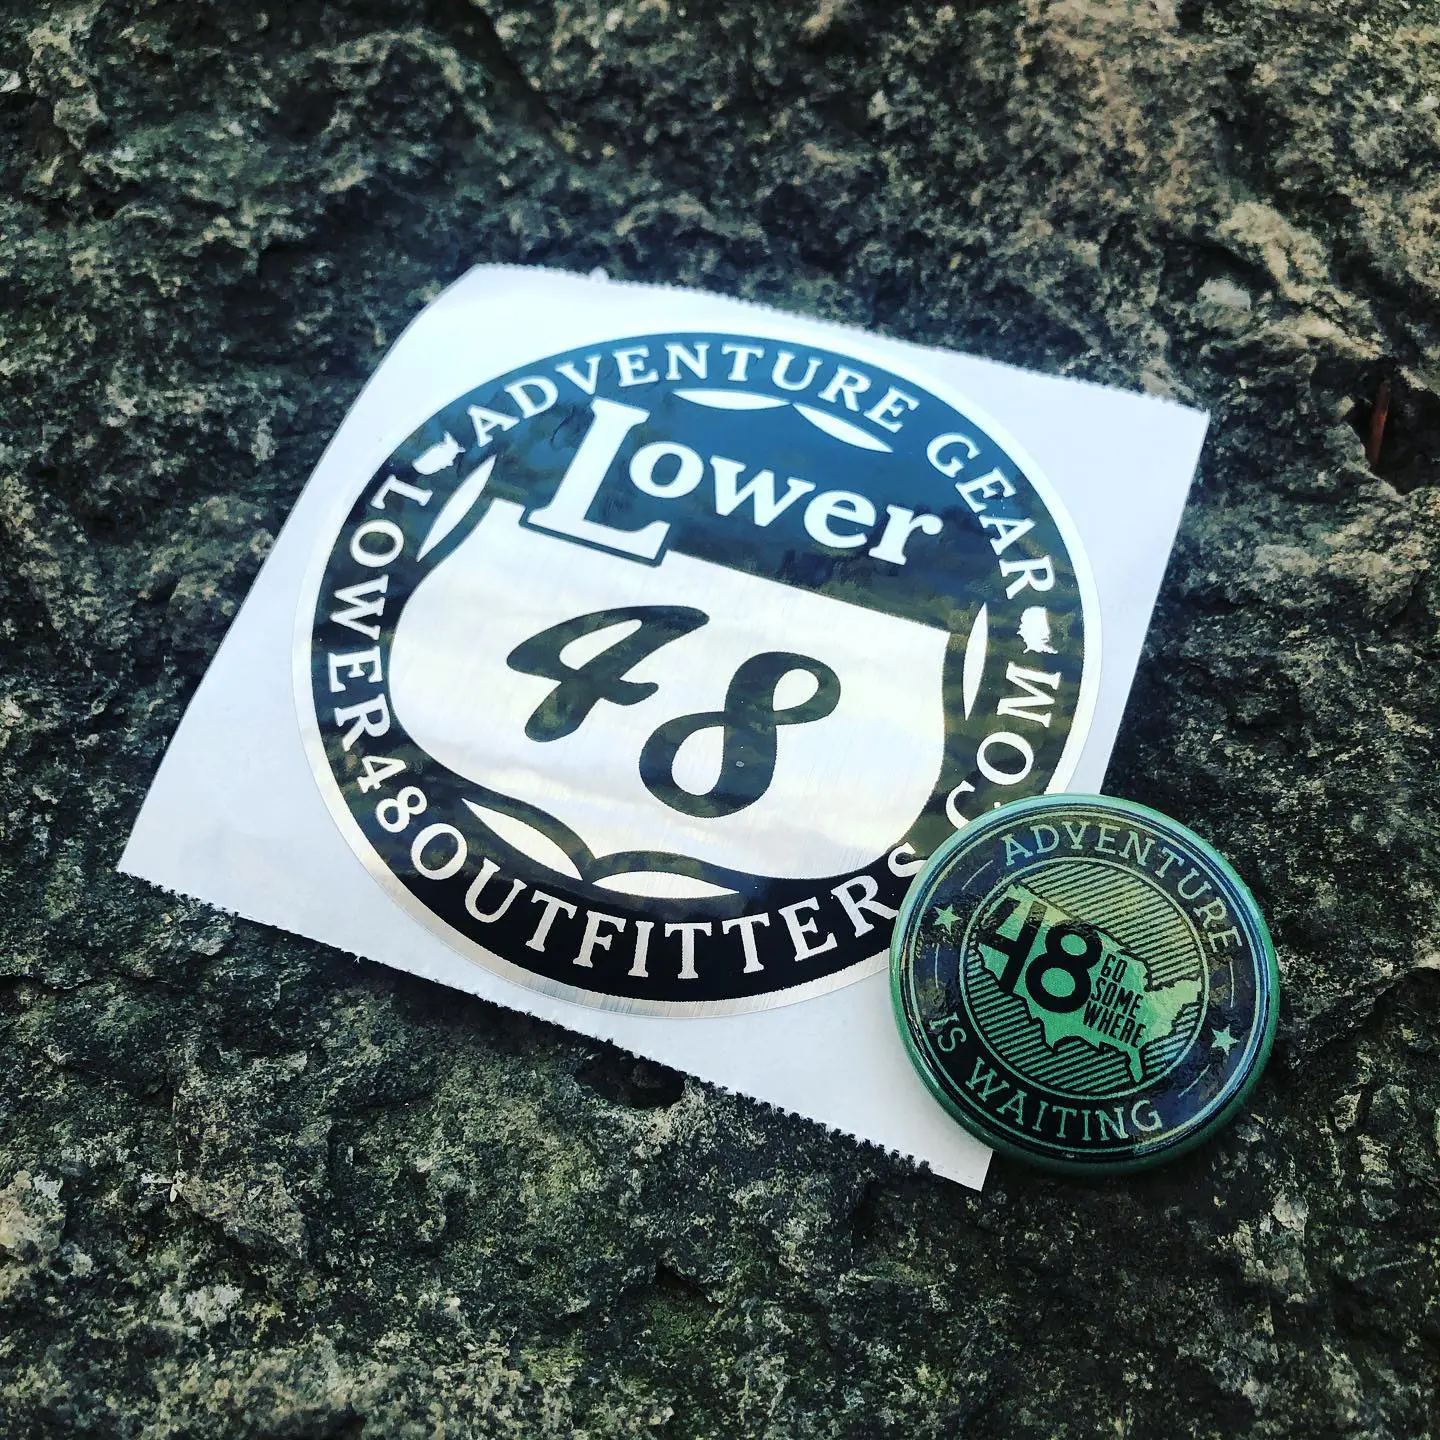 ADVENTURE GEAR
Lower
48
LOWER48OUTFITTERS.COM
ADVENTURE
48
GO
SOME
WHERE
IS WAITING